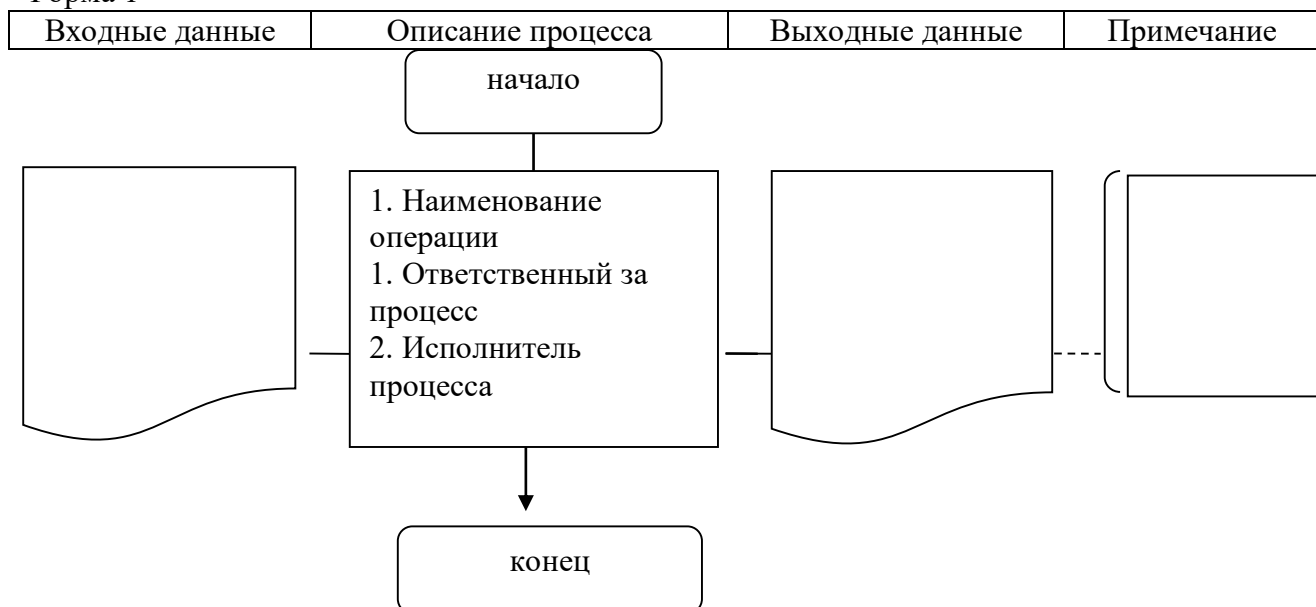 Входные данные Описание процесса Выходные данные Примечание
начало
1. Наименование
операции
1. Ответственный за
процесс
2. Исполнитель
процесса
конец